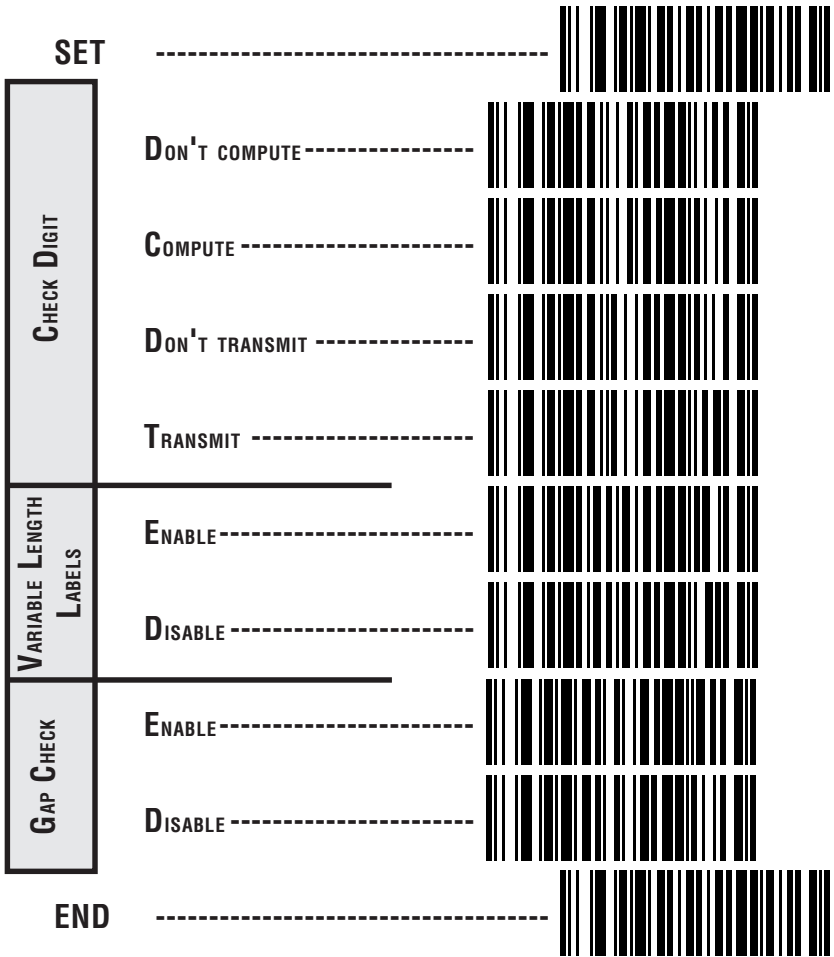 SET
CHECK DIGIT
DON'T COMPUTE
COMPUTE
DON'T TRANSMIT
TRANSMIT
VARIABLE LENGTH
LABELS
ENABLE
DISABLE
GAP CHECK
ENABLE
DISABLE
END